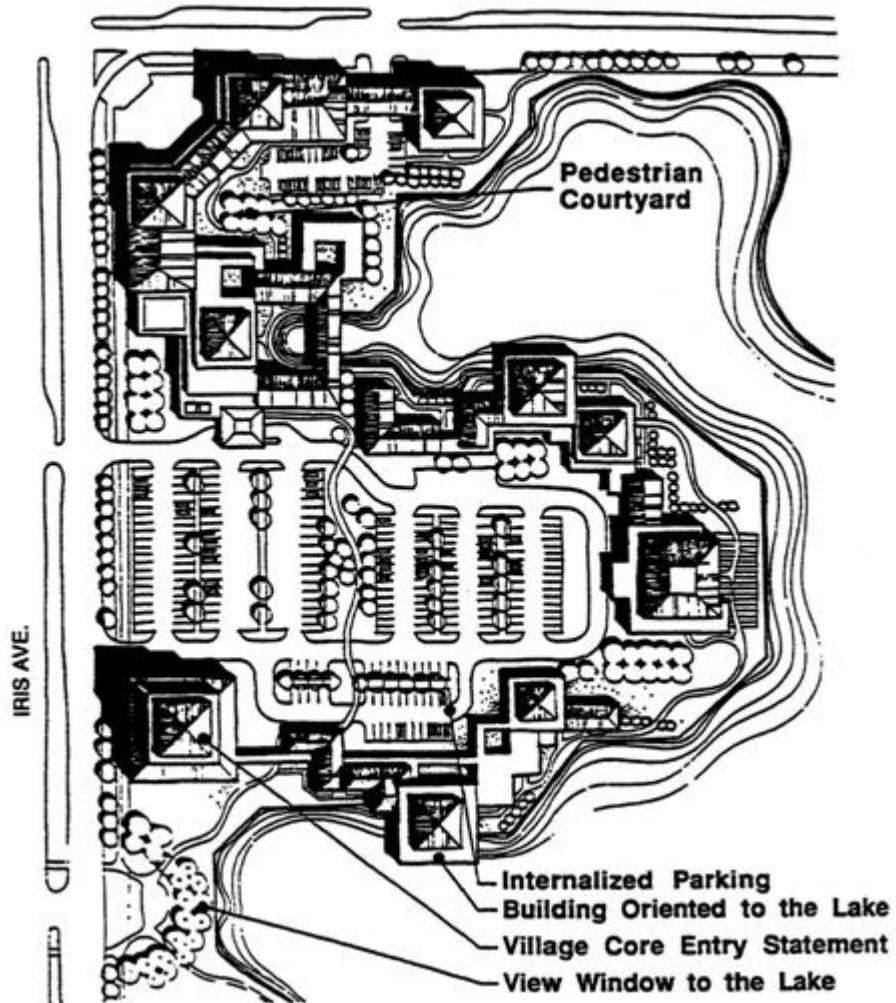 Pedestrian
Courtyard
IRIS AVE.
Internalized Parking
Building Oriented to the Lake
Village Core Entry Statement
View Window to the Lake